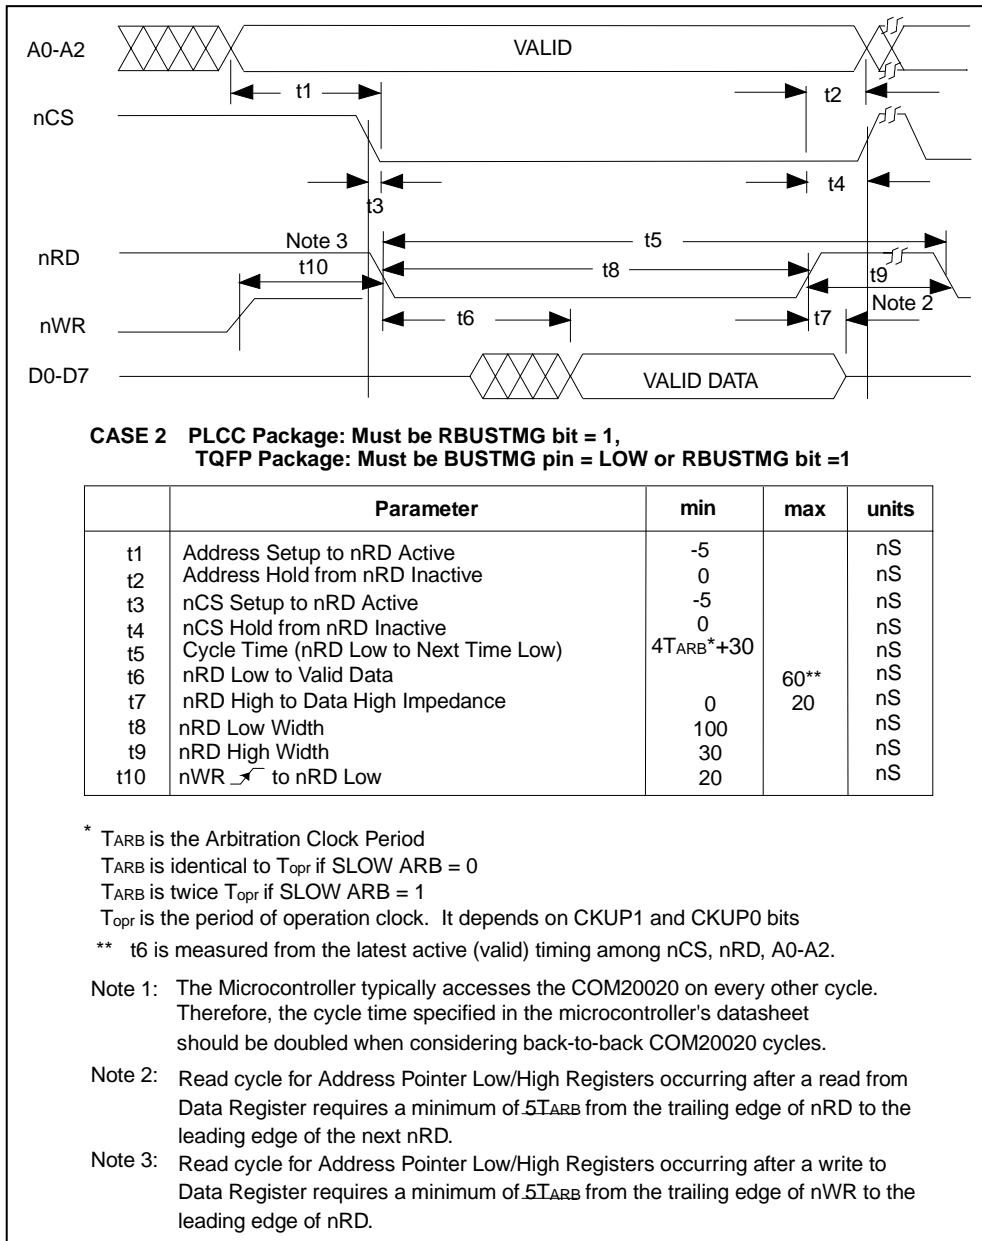 A0-A2
VALID
t1
t2
nCS
t3
t4
nRD
Note 3
t5
t10
t8
t9
Note 2
nWR
t6
t7
D0-D7
VALID DATA
CASE 2 PLCC Package: Must be RBUSTMG bit = 1,
TQFP Package: Must be BUSTMG pin = LOW or RBUSTMG bit =1
Parameter min max units
t1 Address Setup to nRD Active -5 nS
t2 Address Hold from nRD Inactive 0 nS
t3 nCS Setup to nRD Active -5 nS
t4 nCS Hold from nRD Inactive 0 nS
t5 Cycle Time (nRD Low to Next Time Low) 4TARB*+30 nS
t6 nRD Low to Valid Data 60** nS
t7 nRD High to Data High Impedance 0 20 nS
t8 nRD Low Width 100 nS
t9 nRD High Width 30 nS
t10 nWR to nRD Low 20 nS
* TARB is the Arbitration Clock Period
TARB is identical to Topr if SLOW ARB = 0
TARB is twice Topr if SLOW ARB = 1
Topr is the period of operation clock. It depends on CKUP1 and CKUP0 bits
** t6 is measured from the latest active (valid) timing among nCS, nRD, A0-A2.
Note 1: The Microcontroller typically accesses the COM20020 on every other cycle.
Therefore, the cycle time specified in the microcontroller's datasheet
should be doubled when considering back-to-back COM20020 cycles.
Note 2: Read cycle for Address Pointer Low/High Registers occurring after a read from
Data Register requires a minimum of 5TARB from the trailing edge of nRD to the
leading edge of the next nRD.
Note 3: Read cycle for Address Pointer Low/High Registers occurring after a write to
Data Register requires a minimum of 5TARB from the trailing edge of nWR to the
leading edge of nRD.